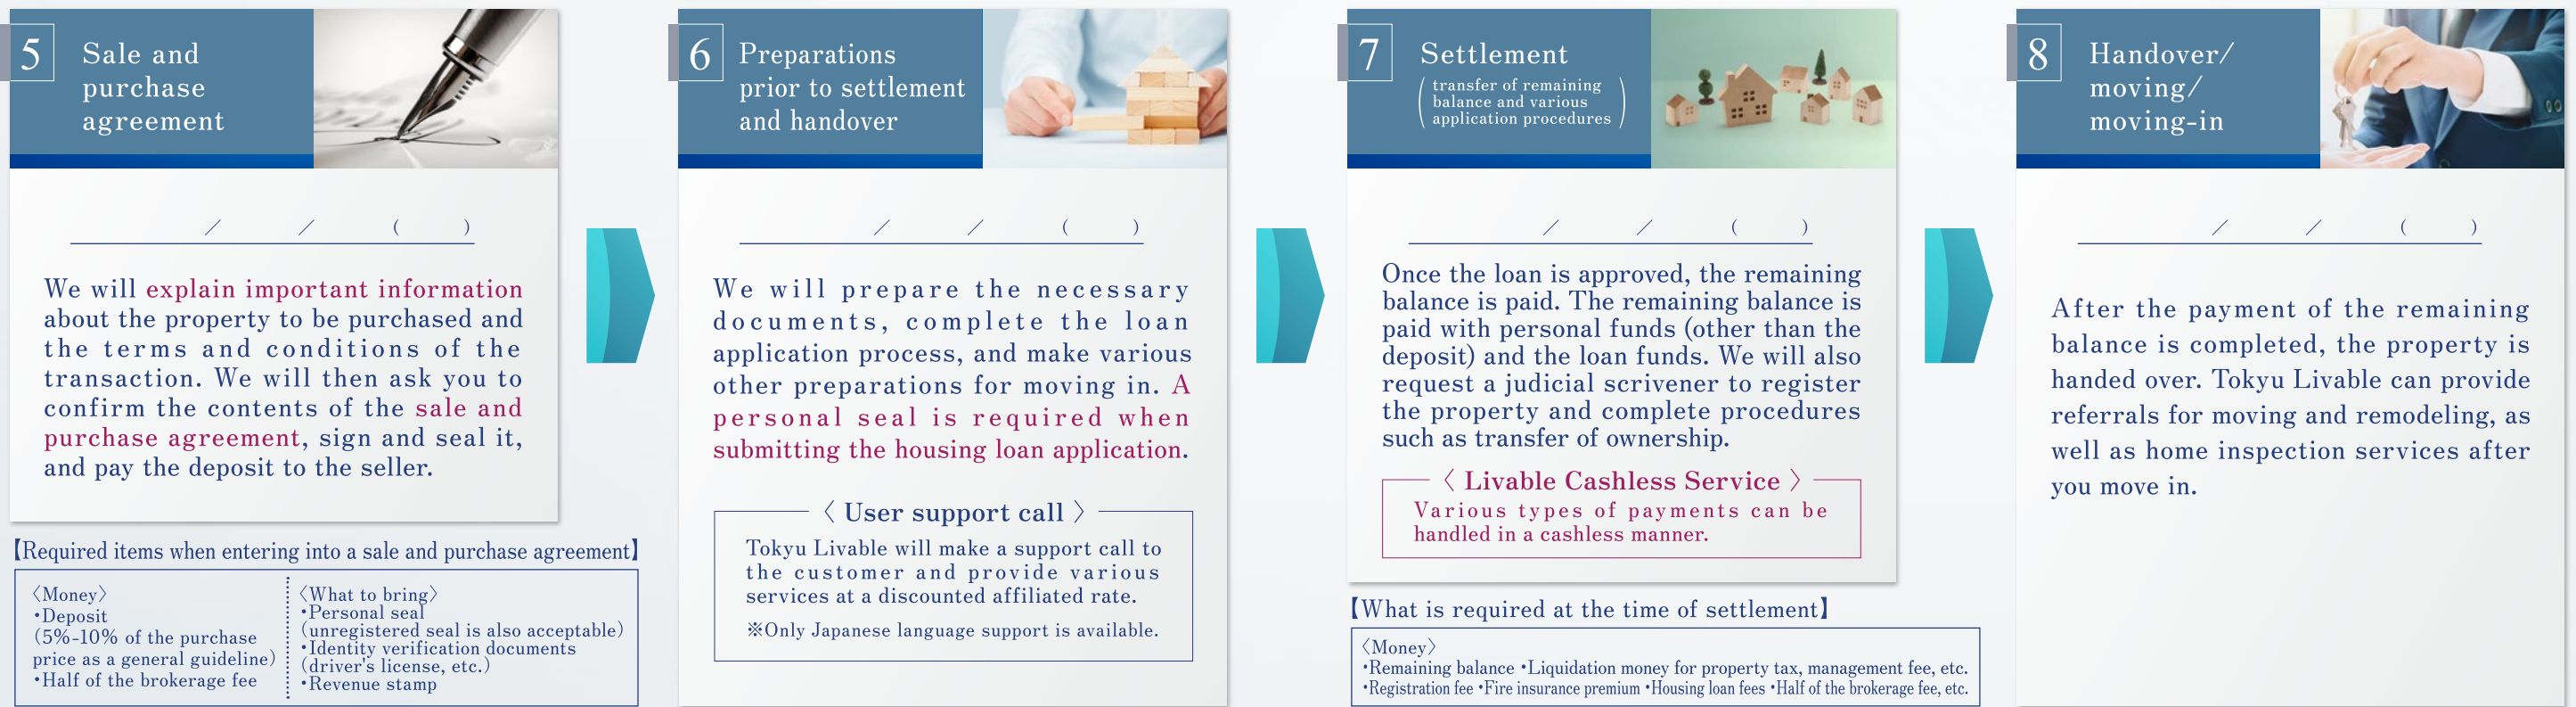 5
Sale and
purchase
agreement
／ ／ ( )
We will explain important information
about the property to be purchased and
the terms and conditions of the
transaction. We will then ask you to
confirm the contents of the sale and
purchase agreement, sign and seal it,
and pay the deposit to the seller.
【Required items when entering into a sale and purchase agreement】
〈Money〉
•Deposit
(5%-10% of the purchase
price as a general guideline)
•Half of the brokerage fee
〈What to bring〉
•Personal seal
(unregistered seal is also acceptable)
•Identity verification documents
(driver's license, etc.)
•Revenue stamp
6
Preparations
prior to settlement
and handover
／ ／ ( )
We will prepare the necessary
documents, complete the loan
application process, and make various
other preparations for moving in. A
personal seal is required when
submitting the housing loan application.
〈 User support call 〉
Tokyu Livable will make a support call to
the customer and provide various
services at a discounted affiliated rate.
※Only Japanese language support is available.
7
Settlement
(transfer of remaining
balance and various
application procedures)
／ ／ ( )
Once the loan is approved, the remaining
balance is paid. The remaining balance is
paid with personal funds (other than the
deposit) and the loan funds. We will also
request a judicial scrivener to register
the property and complete procedures
such as transfer of ownership.
〈 Livable Cashless Service 〉
Various types of payments can be
handled in a cashless manner.
【What is required at the time of settlement】
〈Money〉
•Remaining balance •Liquidation money for property tax, management fee, etc.
•Registration fee •Fire insurance premium •Housing loan fees •Half of the brokerage fee, etc.
8
Handover/
moving/
moving-in
／ ／ ( )
After the payment of the remaining
balance is completed, the property is
handed over. Tokyu Livable can provide
referrals for moving and remodeling, as
well as home inspection services after
you move in.